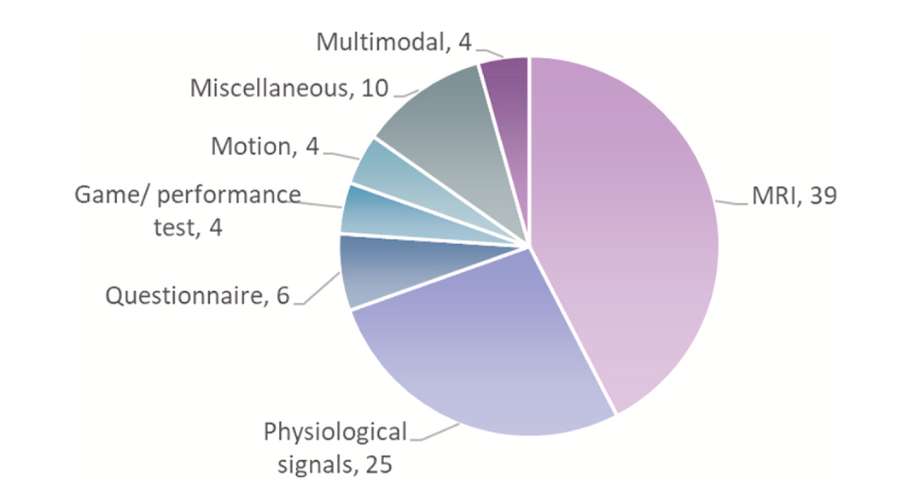 Multimodal, 4
Miscellaneous, 10
Motion, 4
Game/ performance
test, 4
Questionnaire, 6
Physiological
signals, 25
MRI, 39